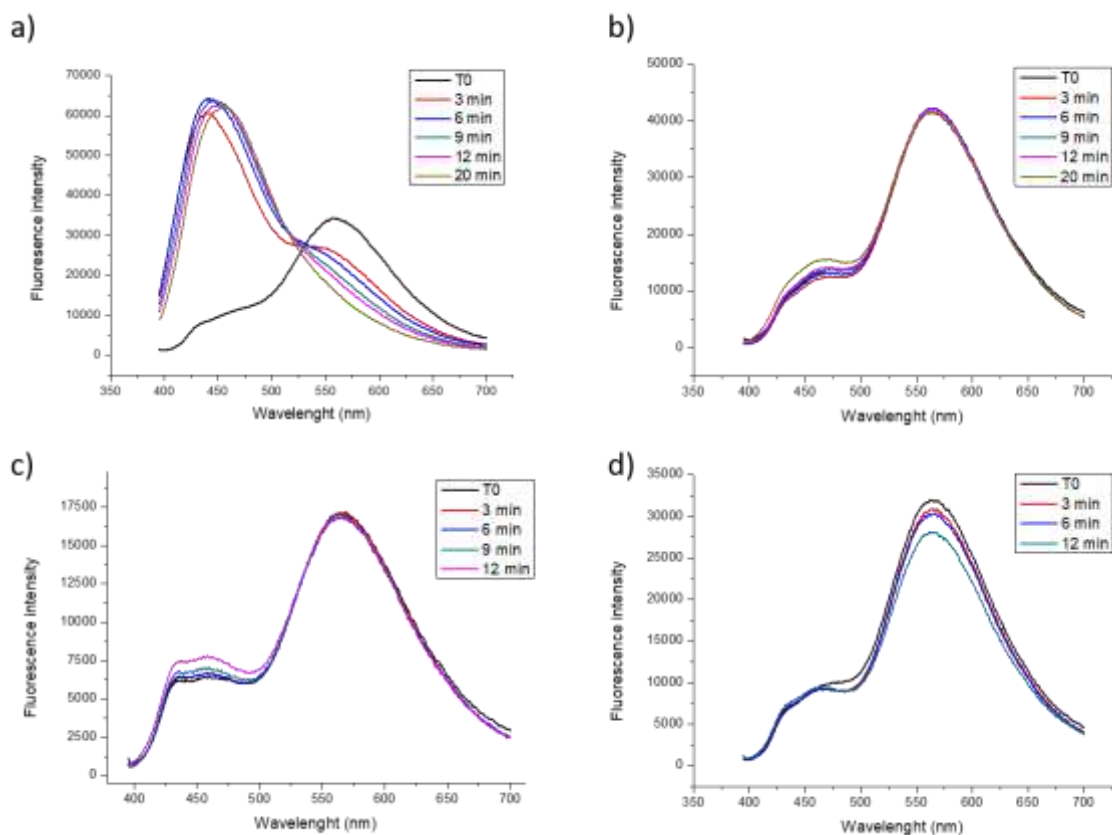 a)
Fluoresence intensity
70000
60000
50000
40000
30000
20000
10000
0
350 400 450 500 550 600 650 700
Wavelenght (nm)
T0
3 min
6 min
9 min
12 min
20 min
b)
Fluorescence intensity
50000
40000
30000
20000
10000
0
350 400 450 500 550 600 650 700
Wavelenght (nm)
T0
3 min
6 min
9 min
12 min
20 min
c)
Fluorescence intensity
17500
15000
12500
10000
7500
5000
2500
0
400 450 500 550 600 650 700
Wavelenght (nm)
T0
3 min
6 min
9 min
12 min
d)
Fluorescence intensity
35000
30000
25000
20000
15000
10000
5000
0
350 400 450 500 550 600 650 700
Wavelenght (nm)
T0
3 min
6 min
12 min